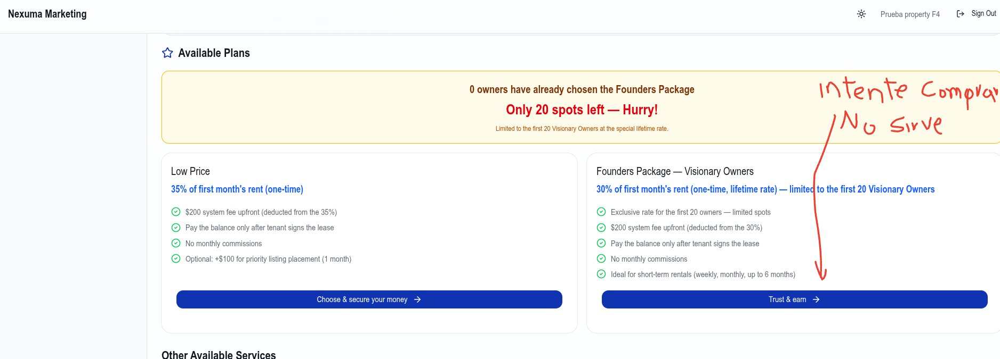 Nexuma Marketing
Prueba property F4
Sign Out
Available Plans
0 owners have already chosen the Founders Package
Only 20 spots left — Hurry!
Limited to the first 20 Visionary Owners at the special lifetime rate.
Intente Comprar
No Sirve
Low Price
35% of first month's rent (one-time)
$200 system fee upfront (deducted from the 35%)
Pay the balance only after tenant signs the lease
No monthly commissions
Optional: +$100 for priority listing placement (1 month)
Choose & secure your money
Founders Package — Visionary Owners
30% of first month's rent (one-time, lifetime rate) — limited to the first 20 Visionary Owners
Exclusive rate for the first 20 owners — limited spots
$200 system fee upfront (deducted from the 30%)
Pay the balance only after tenant signs the lease
No monthly commissions
Ideal for short-term rentals (weekly, monthly, up to 6 months)
Trust & earn
Other Available Services